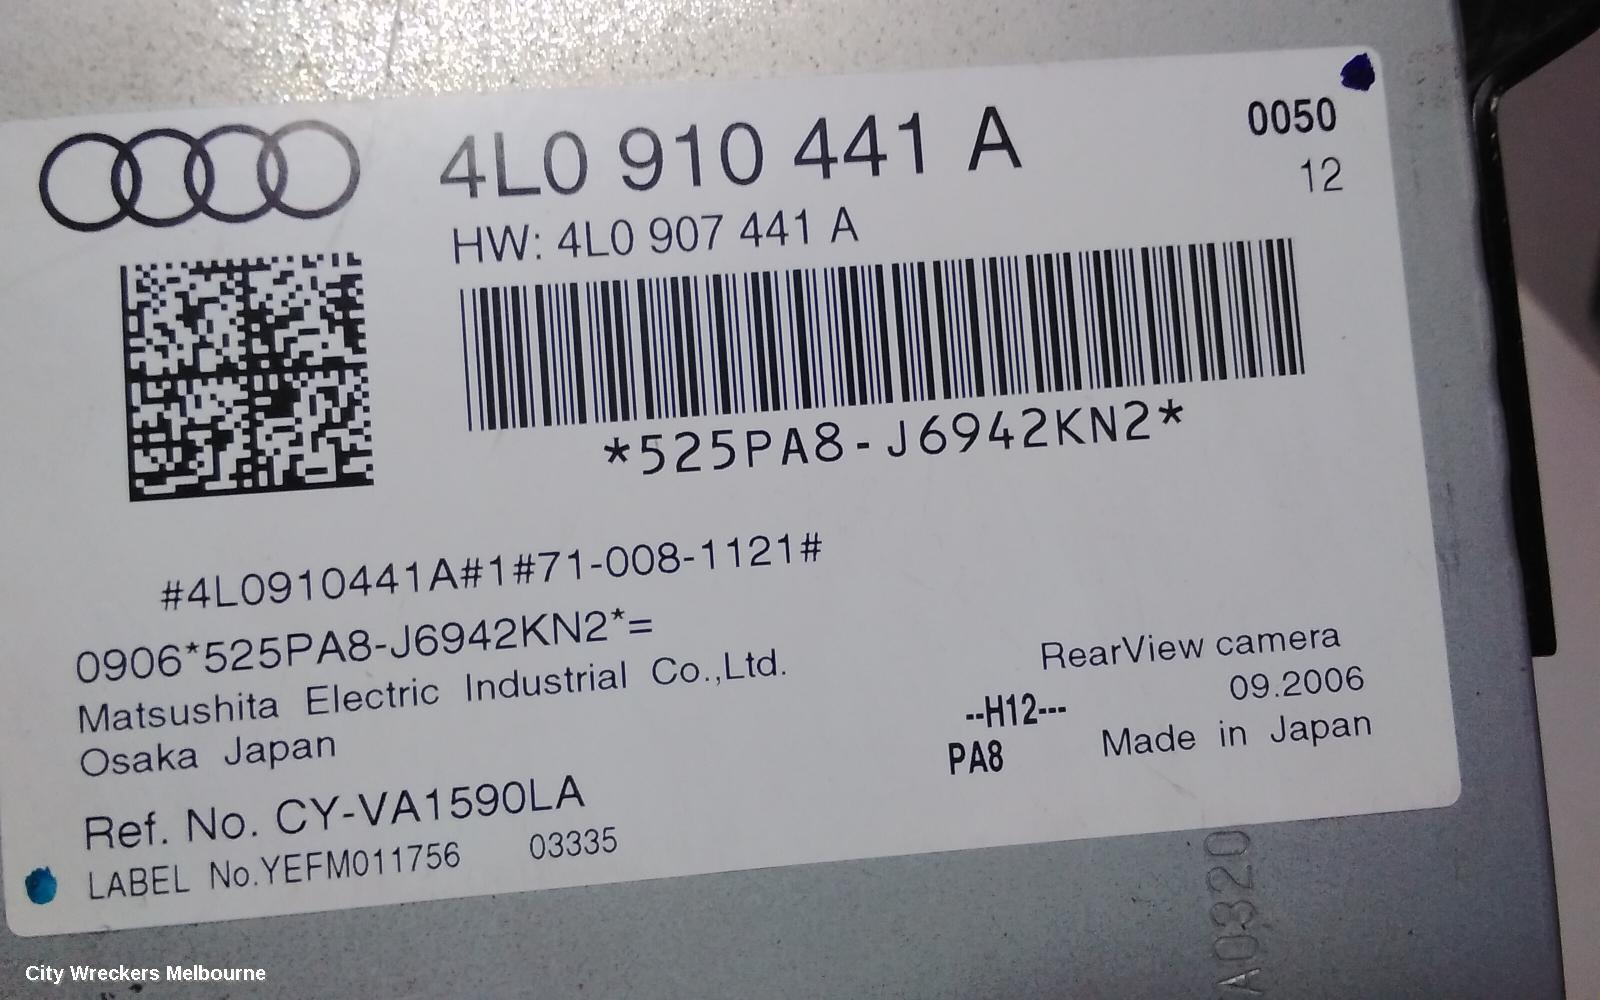 4L0 910 441 A
0050
12
HW: 4L0 907 441 A
*525PA8-J6942KN2*
#4L0910441A#1#71-008-1121#
0906*525PA8-J6942KN2*=
Matsushita Electric Industrial Co.,Ltd.
Osaka Japan
Ref. No. CY-VA1590LA
LABEL No.YEFM011756 03335
RearView camera
09.2006
--H12---
PA8
Made in Japan
A0320
City Wreckers Melbourne